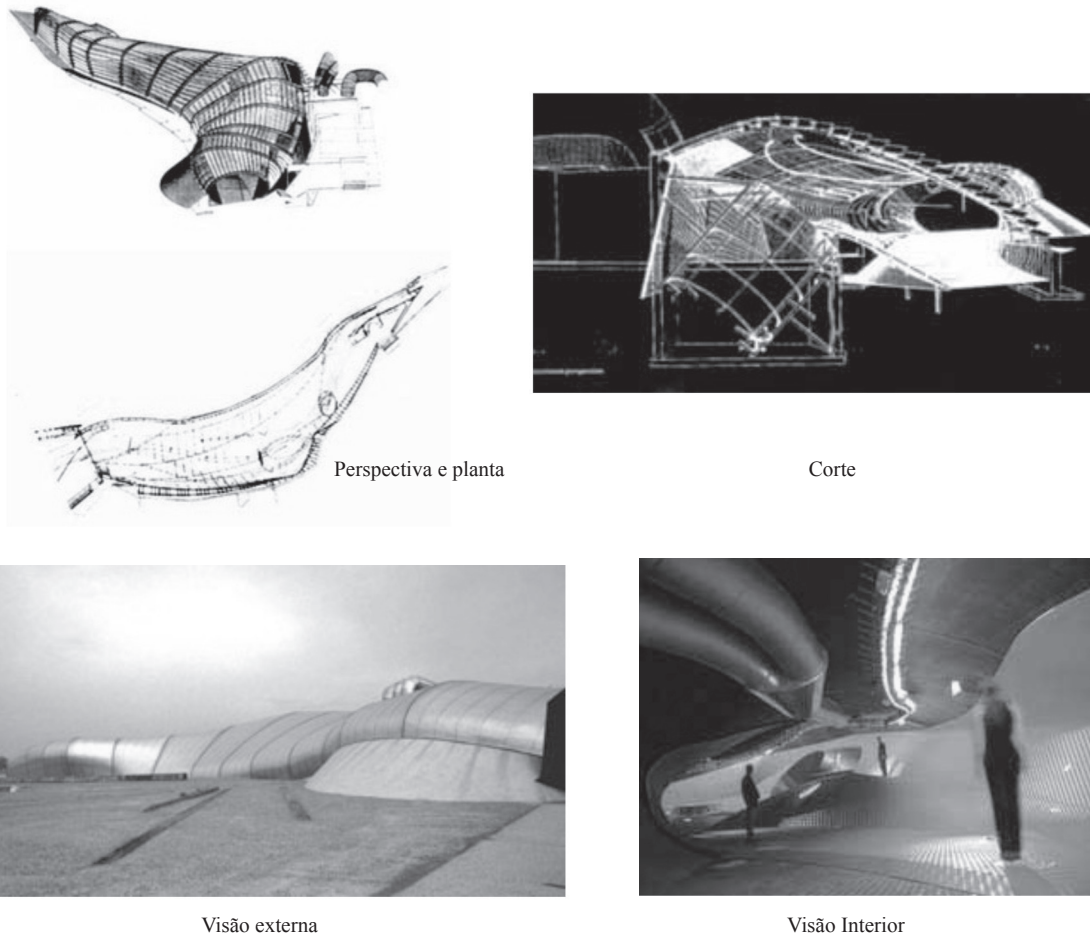 Perspectiva e planta
Corte
Visão externa
Visão Interior